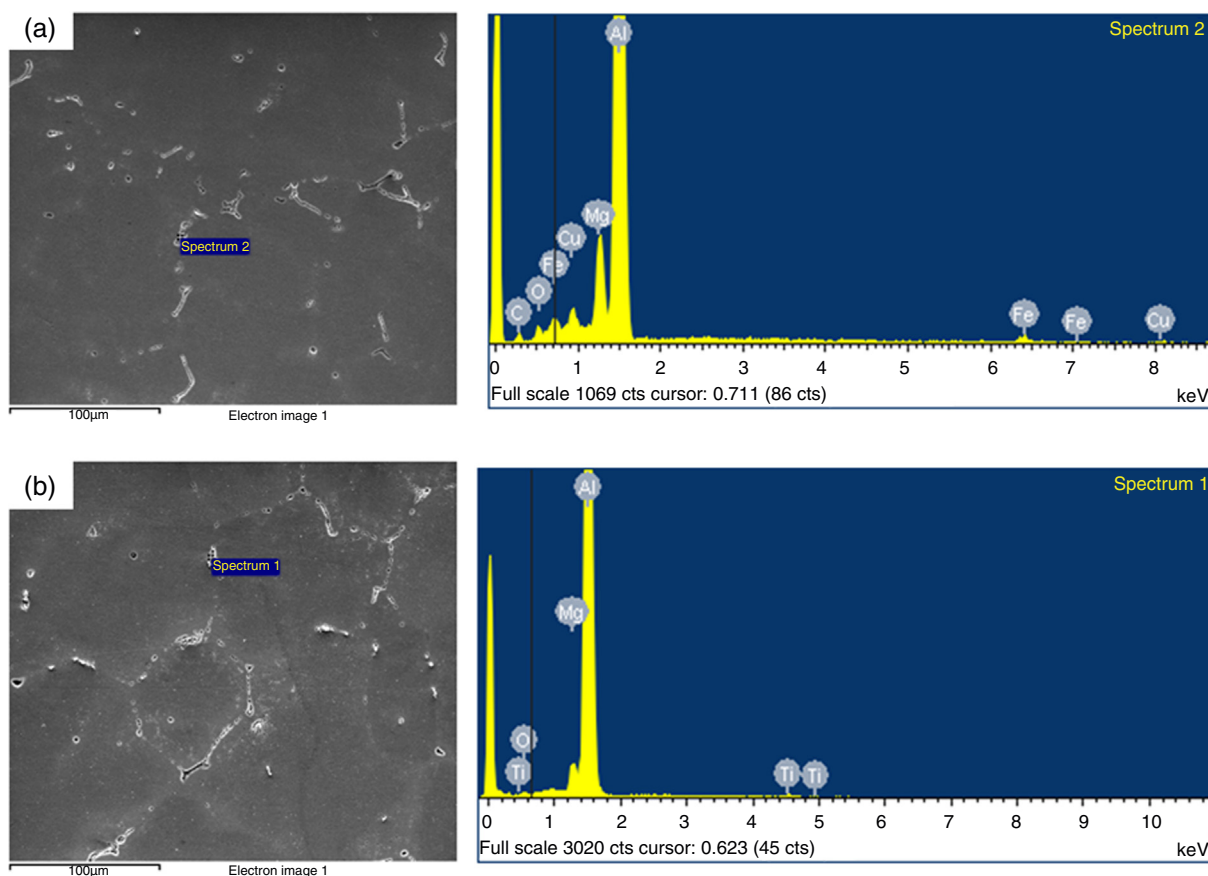 (a)
Spectrum 2
100μm
Electron image 1
Spectrum 2
Al
Mg
Cu
Fe
O
C
Fe
Fe
Cu
0 1 2 3 4 5 6 7 8
Full scale 1069 cts cursor: 0.711 (86 cts)
keV
(b)
Spectrum 1
100μm
Electron image 1
Spectrum 1
Al
Mg
O
Ti
Ti
Ti
0 1 2 3 4 5 6 7 8 9 10
Full scale 3020 cts cursor: 0.623 (45 cts)
keV